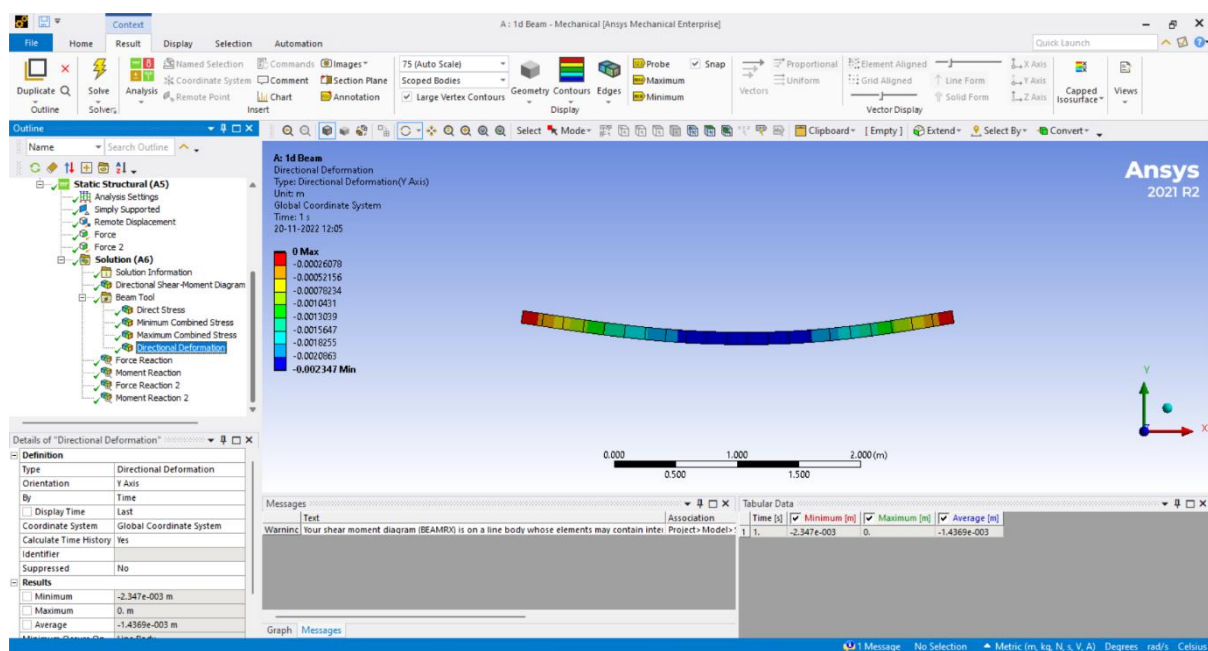 Context
A : 1d Beam - Mechanical [Ansys Mechanical Enterprise]
File Home Result Display Selection Automation
Quick Launch
Duplicate
Outline
Solve
Solver
Analysis
Named Selection
Coordinate System
Remote Point
Insert
Commands
Comment
Chart
Images
Section Plane
Annotation
75 (Auto Scale)
Scoped Bodies
Large Vertex Contours
Geometry Contours Edges
Probe
Maximum
Minimum
Snap
Display
Vectors
Proportional
Uniform
Element Aligned
Grid Aligned
Line Form
Solid Form
X Axis
Y Axis
Z Axis
Vector Display
Capped
Isosurface
Views
Outline
Select Mode Clipboard [ Empty ] Extend Select By Convert
Name Search Outline
Static Structural (A5)
Analysis Settings
Simply Supported
Remote Displacement
Force
Force 2
Solution (A6)
Solution Information
Directional Shear-Moment Diagram
Beam Tool
Direct Stress
Minimum Combined Stress
Maximum Combined Stress
Directional Deformation
Force Reaction
Moment Reaction
Force Reaction 2
Moment Reaction 2
A: 1d Beam
Directional Deformation
Type: Directional Deformation(Y Axis)
Unit: m
Global Coordinate System
Time: 1 s
20-11-2022 12:05
0 Max
-0.00026078
-0.00052156
-0.00078234
-0.0010431
-0.0013039
-0.0015647
-0.0018255
-0.0020863
-0.002347 Min
Ansys
2021 R2
Y
X
0.000 1.000 2.000 (m)
0.500 1.500
Details of "Directional Deformation"
Definition
Type Directional Deformation
Orientation Y Axis
By Time
Display Time Last
Coordinate System Global Coordinate System
Calculate Time History Yes
Identifier
Suppressed No
Results
Minimum -2.347e-003 m
Maximum 0. m
Average -1.4369e-003 m
Messages
Text Association
Warninc Your shear moment diagram (BEAMRX) is on a line body whose elements may contain inter Project>Model>
Graph Messages
Tabular Data
Time [s] Minimum [m] Maximum [m] Average [m]
1 1. -2.347e-003 0. -1.4369e-003
1 Message No Selection Metric (m, kg, N, s, V, A) Degrees rad/s Celsius